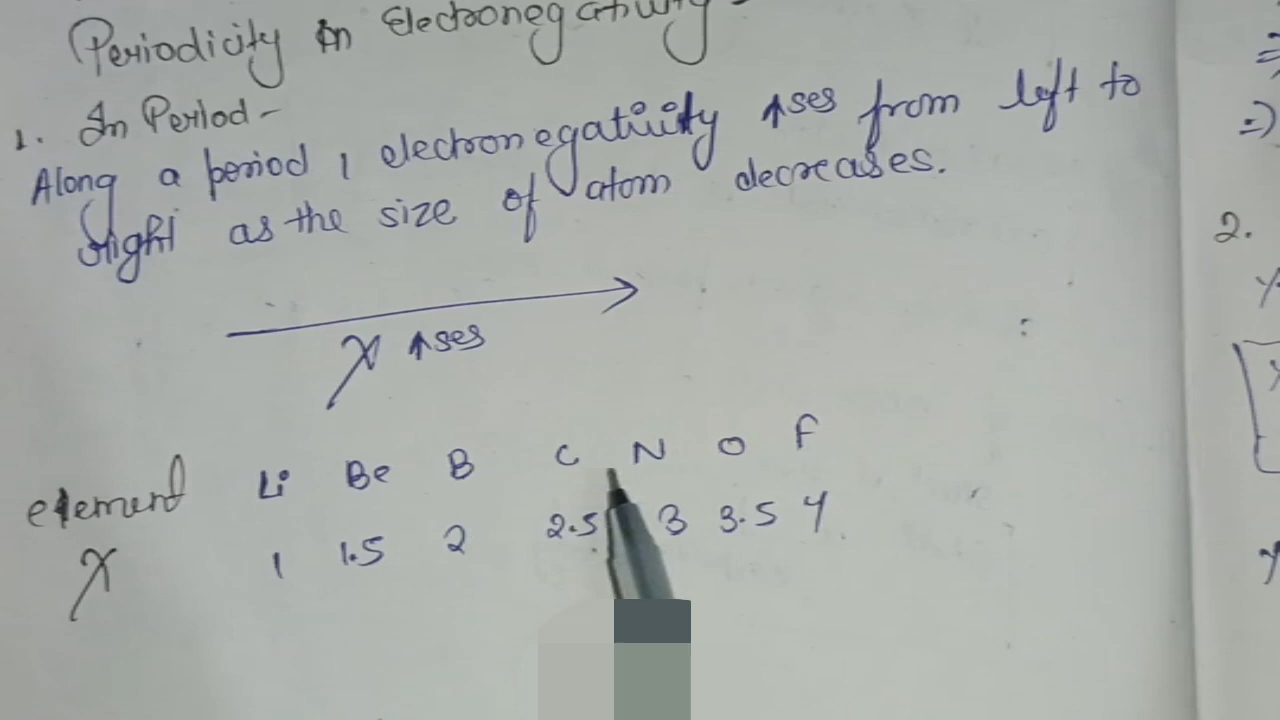 Periodicity in Electronegativity-
1. In Period-
Along a period, electronegativity ↑ses from left to
right as the size of atom decreases.
X ↑ses
element Li Be B C N O F
X 1 1.5 2 2.5 3 3.5 4
=)
2.